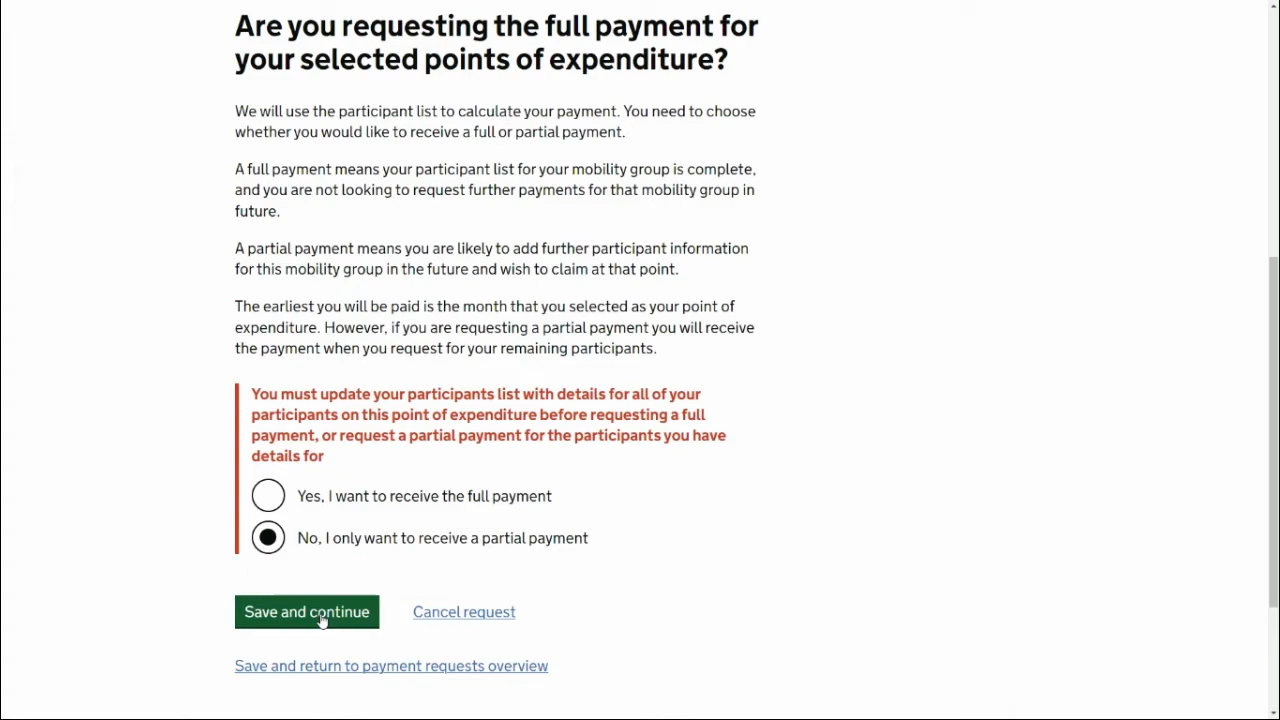 Are you requesting the full payment for
your selected points of expenditure?
We will use the participant list to calculate your payment. You need to choose
whether you would like to receive a full or partial payment.
A full payment means your participant list for your mobility group is complete,
and you are not looking to request further payments for that mobility group in
future.
A partial payment means you are likely to add further participant information
for this mobility group in the future and wish to claim at that point.
The earliest you will be paid is the month that you selected as your point of
expenditure. However, if you are requesting a partial payment you will receive
the payment when you request for your remaining participants.
You must update your participants list with details for all of your
participants on this point of expenditure before requesting a full
payment, or request a partial payment for the participants you have
details for
Yes, I want to receive the full payment
No, I only want to receive a partial payment
Save and continue
Cancel request
Save and return to payment requests overview